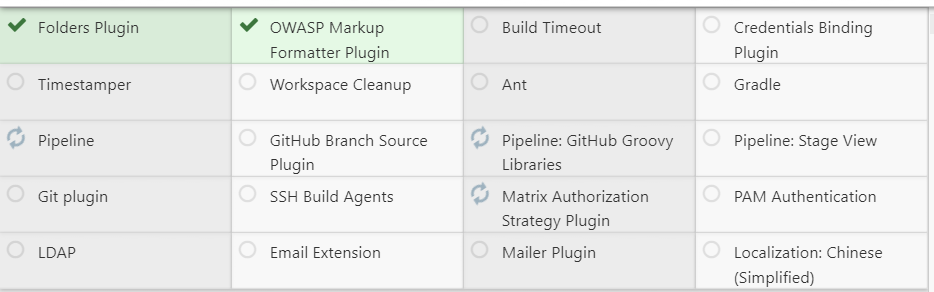 Folders Plugin
OWASP Markup
Formatter Plugin
Build Timeout
Credentials Binding
Plugin
Timestamper
Workspace Cleanup
Ant
Gradle
Pipeline
GitHub Branch Source
Plugin
Pipeline: GitHub Groovy
Libraries
Pipeline: Stage View
Git plugin
SSH Build Agents
Matrix Authorization
Strategy Plugin
PAM Authentication
LDAP
Email Extension
Mailer Plugin
Localization: Chinese
(Simplified)